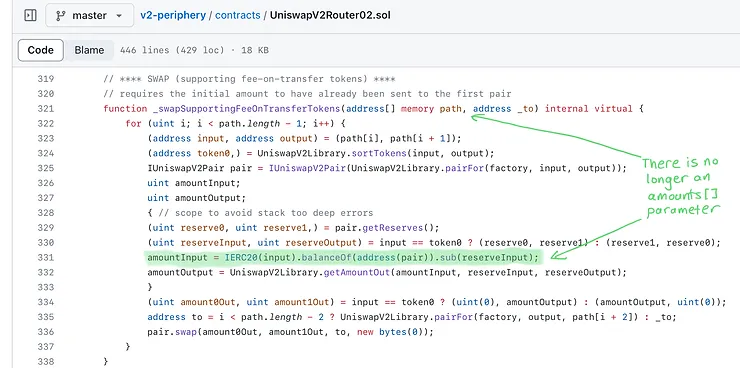 master
v2-periphery / contracts / UniswapV2Router02.sol
Code Blame 446 lines (429 loc) · 18 KB
319 // **** SWAP (supporting fee-on-transfer tokens) ****
320 // requires the initial amount to have already been sent to the first pair
321 function _swapSupportingFeeOnTransferTokens(address[] memory path, address _to) internal virtual {
322 for (uint i; i < path.length - 1; i++) {
323 (address input, address output) = (path[i], path[i + 1]);
324 (address token0,) = UniswapV2Library.sortTokens(input, output);
325 IUniswapV2Pair pair = IUniswapV2Pair(UniswapV2Library.pairFor(factory, input, output));
326 uint amountInput;
327 uint amountOutput;
328 { // scope to avoid stack too deep errors
329 (uint reserve0, uint reserve1,) = pair.getReserves();
330 (uint reserveInput, uint reserveOutput) = input == token0 ? (reserve0, reserve1) : (reserve1, reserve0);
331 amountInput = IERC20(input).balanceOf(address(pair)).sub(reserveInput);
332 amountOutput = UniswapV2Library.getAmountOut(amountInput, reserveInput, reserveOutput);
333 }
334 (uint amount0Out, uint amount1Out) = input == token0 ? (uint(0), amountOutput) : (amountOutput, uint(0));
335 address to = i < path.length - 2 ? UniswapV2Library.pairFor(factory, output, path[i + 2]) : _to;
336 pair.swap(amount0Out, amount1Out, to, new bytes(0));
337 }
338 }
There is no
longer an
amounts[]
parameter